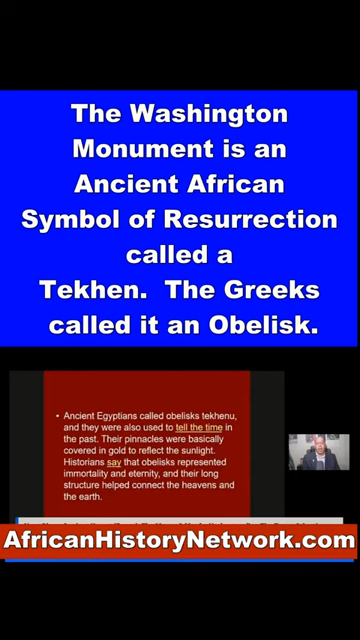 The Washington
Monument is an
Ancient African
Symbol of Resurrection
called a
Tekhen. The Greeks
called it an Obelisk.
• Ancient Egyptians called obelisks tekhenu,
and they were also used to tell the time in
the past. Their pinnacles were basically
covered in gold to reflect the sunlight.
Historians say that obelisks represented
immortality and eternity, and their long
structure helped connect the heavens and
the earth.
AfricanHistoryNetwork.com